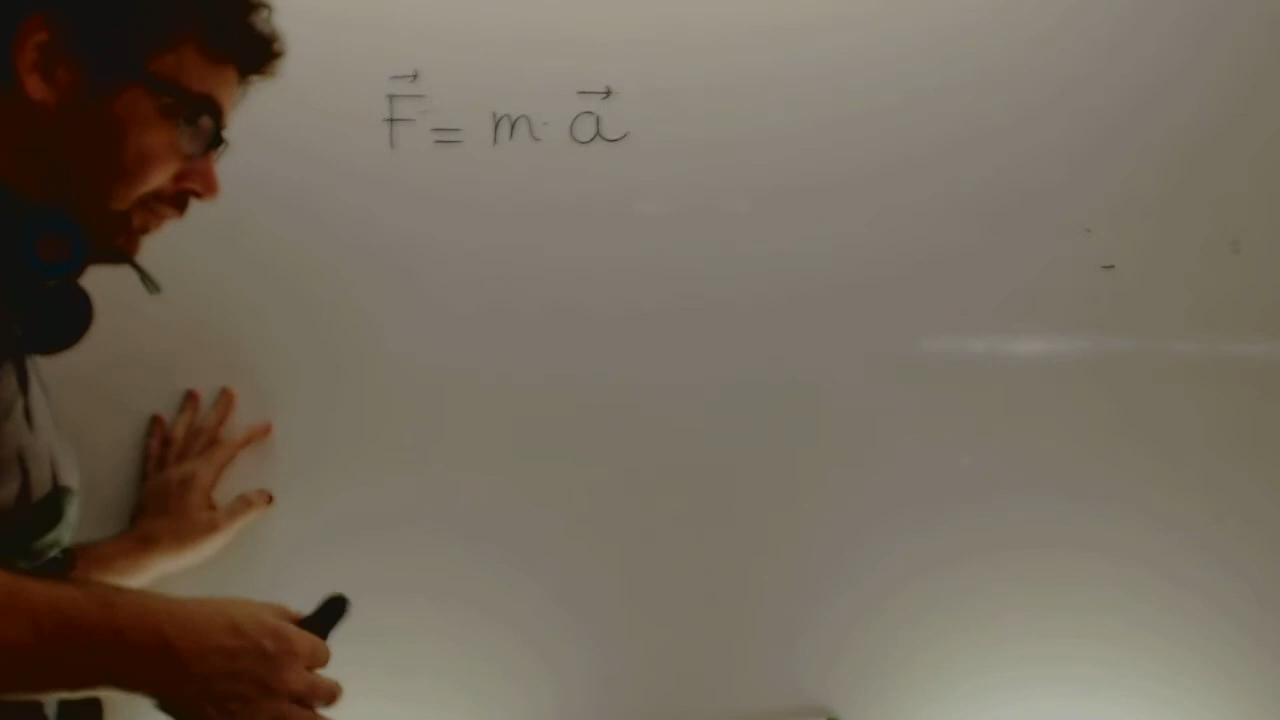 F⃗ = m · a⃗